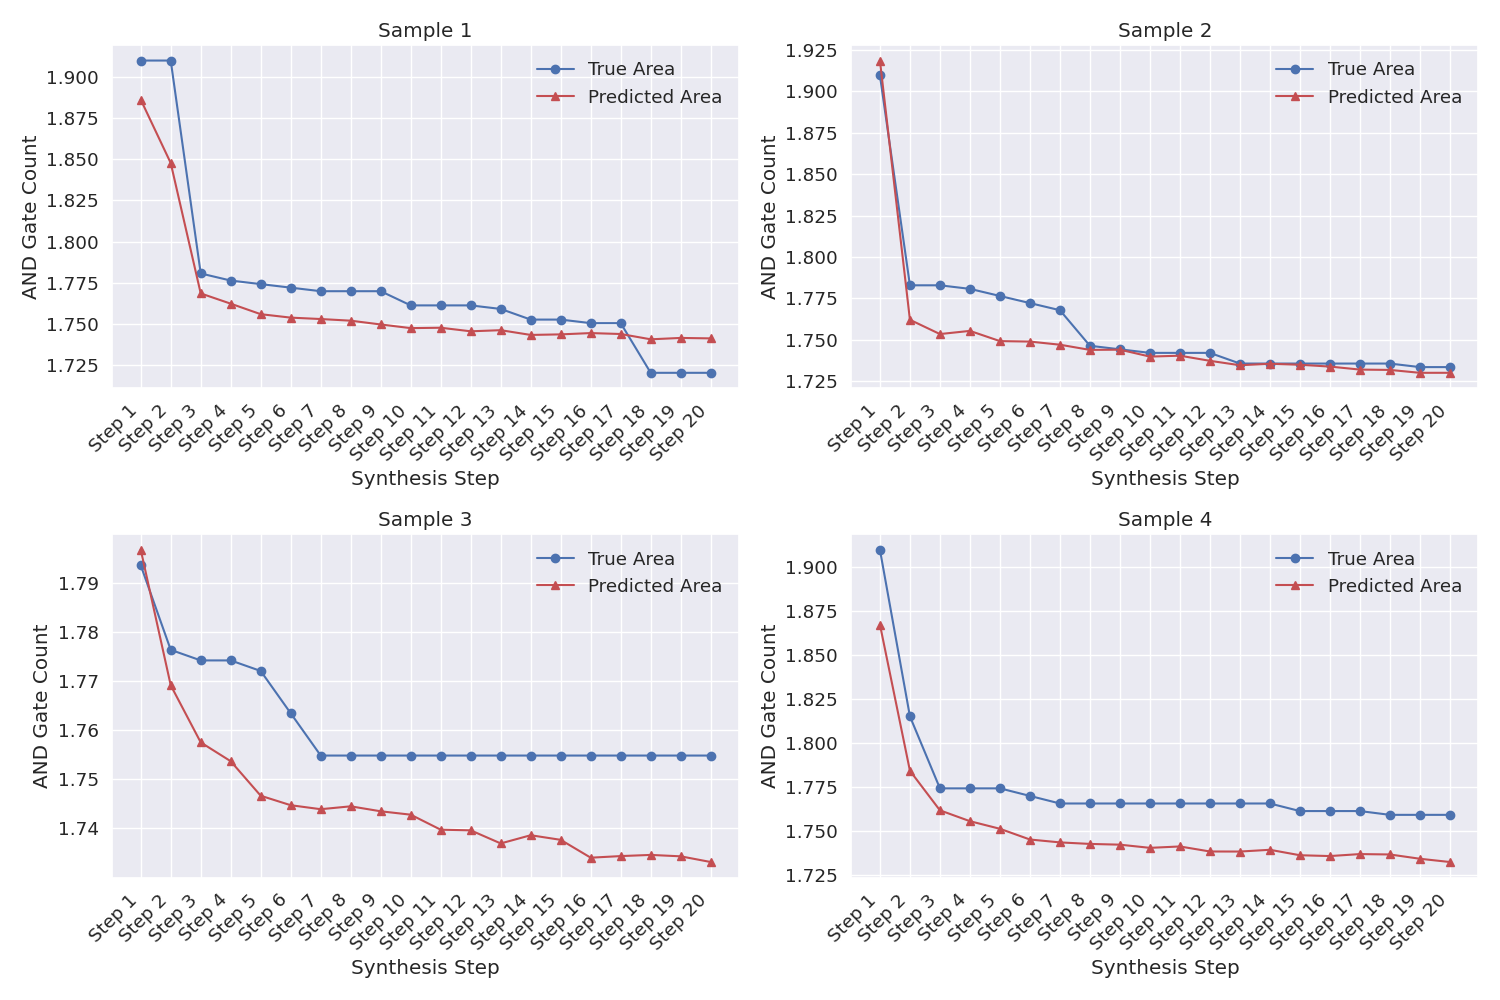 Sample 1
AND Gate Count
1.900
1.875
1.850
1.825
1.800
1.775
1.750
1.725
True Area
Predicted Area
Step 1
Step 2
Step 3
Step 4
Step 5
Step 6
Step 7
Step 8
Step 9
Step 10
Step 11
Step 12
Step 13
Step 14
Step 15
Step 16
Step 17
Step 18
Step 19
Step 20
Synthesis Step
Sample 2
AND Gate Count
1.925
1.900
1.875
1.850
1.825
1.800
1.775
1.750
1.725
True Area
Predicted Area
Step 1
Step 2
Step 3
Step 4
Step 5
Step 6
Step 7
Step 8
Step 9
Step 10
Step 11
Step 12
Step 13
Step 14
Step 15
Step 16
Step 17
Step 18
Step 19
Step 20
Synthesis Step
Sample 3
AND Gate Count
1.79
1.78
1.77
1.76
1.75
1.74
True Area
Predicted Area
Step 1
Step 2
Step 3
Step 4
Step 5
Step 6
Step 7
Step 8
Step 9
Step 10
Step 11
Step 12
Step 13
Step 14
Step 15
Step 16
Step 17
Step 18
Step 19
Step 20
Synthesis Step
Sample 4
AND Gate Count
1.900
1.875
1.850
1.825
1.800
1.775
1.750
1.725
True Area
Predicted Area
Step 1
Step 2
Step 3
Step 4
Step 5
Step 6
Step 7
Step 8
Step 9
Step 10
Step 11
Step 12
Step 13
Step 14
Step 15
Step 16
Step 17
Step 18
Step 19
Step 20
Synthesis Step